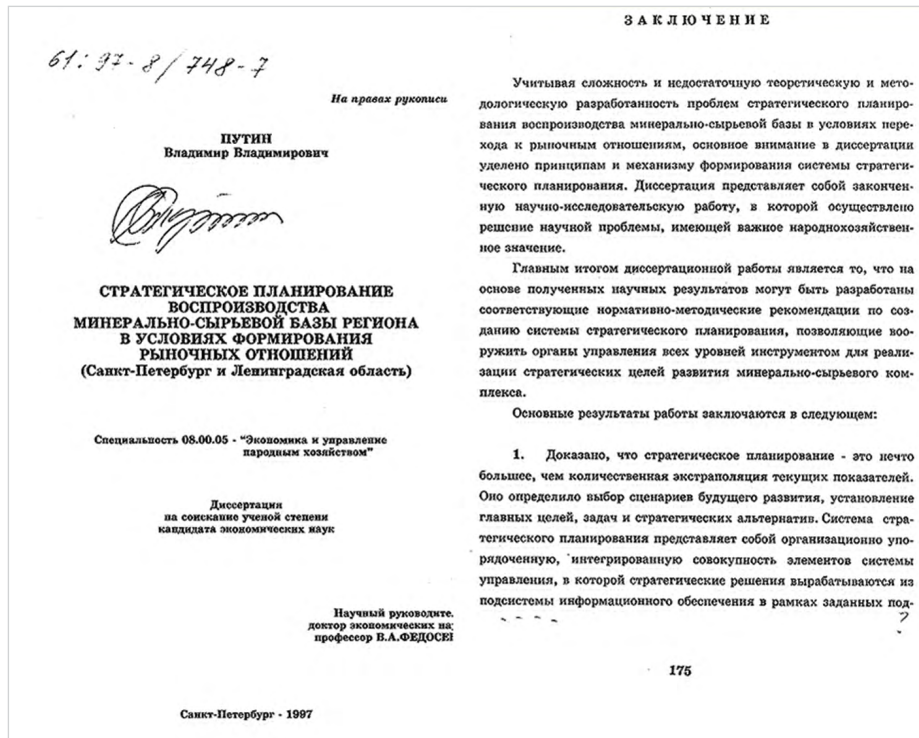 61:97-8/748-7
На правах рукописи
ПУТИН
Владимир Владимирович
СТРАТЕГИЧЕСКОЕ ПЛАНИРОВАНИЕ
ВОСПРОИЗВОДСТВА
МИНЕРАЛЬНО-СЫРЬЕВОЙ БАЗЫ РЕГИОНА
В УСЛОВИЯХ ФОРМИРОВАНИЯ
РЫНОЧНЫХ ОТНОШЕНИЙ
(Санкт-Петербург и Ленинградская область)
Специальность 08.00.05 - "Экономика и управление
народным хозяйством"
Диссертация
на соискание ученой степени
кандидата экономических наук
Научный руководите
доктор экономических на
профессор В.А.ФЕДОСЕ
Санкт-Петербург - 1997
ЗАКЛЮЧЕНИЕ
Учитывая сложность и недостаточную теоретическую и мето-
дологическую разработанность проблем стратегического планиро-
вания воспроизводства минерально-сырьевой базы в условиях пере-
хода к рыночным отношениям, основное внимание в диссертации
уделено принципам и механизму формирования системы стратеги-
ческого планирования. Диссертация представляет собой закончен-
ную научно-исследовательскую работу, в которой осуществлено
решение научной проблемы, имеющей важное народнохозяйствен-
ное значение.
Главным итогом диссертационной работы является то, что на
основе полученных научных результатов могут быть разработаны
соответствующие нормативно-методические рекомендации по соз-
данию системы стратегического планирования, позволяющие воо-
ружить органы управления всех уровней инструментом для реали-
зации стратегических целей развития минерально-сырьевого ком-
плекса.
Основные результаты работы заключаются в следующем:
1. Доказано, что стратегическое планирование - это нечто
большее, чем количественная экстраполяция текущих показателей.
Оно определило выбор сценариев будущего развития, установление
главных целей, задач и стратегических альтернатив. Система стра-
тегического планирования представляет собой организационно упо-
рядоченную, интегрированную совокупность элементов системы
управления, в которой стратегические решения вырабатываются из
подсистемы информационного обеспечения в рамках заданных под-
?
175